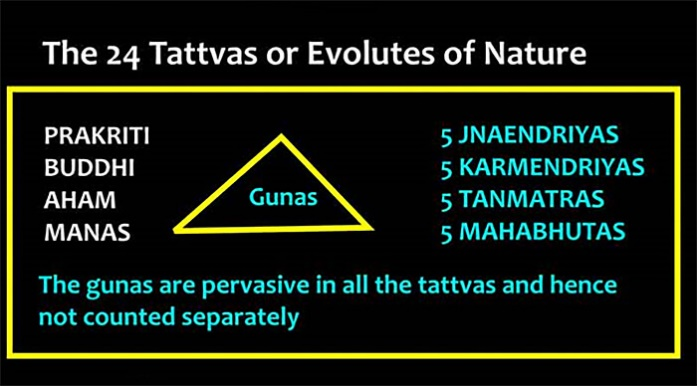 The 24 Tattvas or Evolutes of Nature
PRAKRITI
BUDDHI
AHAM
MANAS
Gunas
5 JNAENDRIYAS
5 KARMENDRIYAS
5 TANMATRAS
5 MAHABHUTAS
The gunas are pervasive in all the tattvas and hence
not counted separately